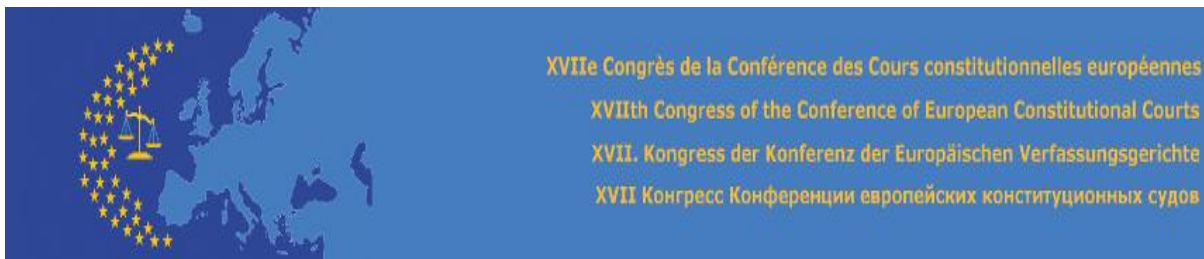 XVIIe Congrès de la Conférence des Cours constitutionnelles européennes
XVIIth Congress of the Conference of European Constitutional Courts
XVII. Kongress der Konferenz der Europäischen Verfassungsgerichte
XVII Конгресс Конференции европейских конституционных судов